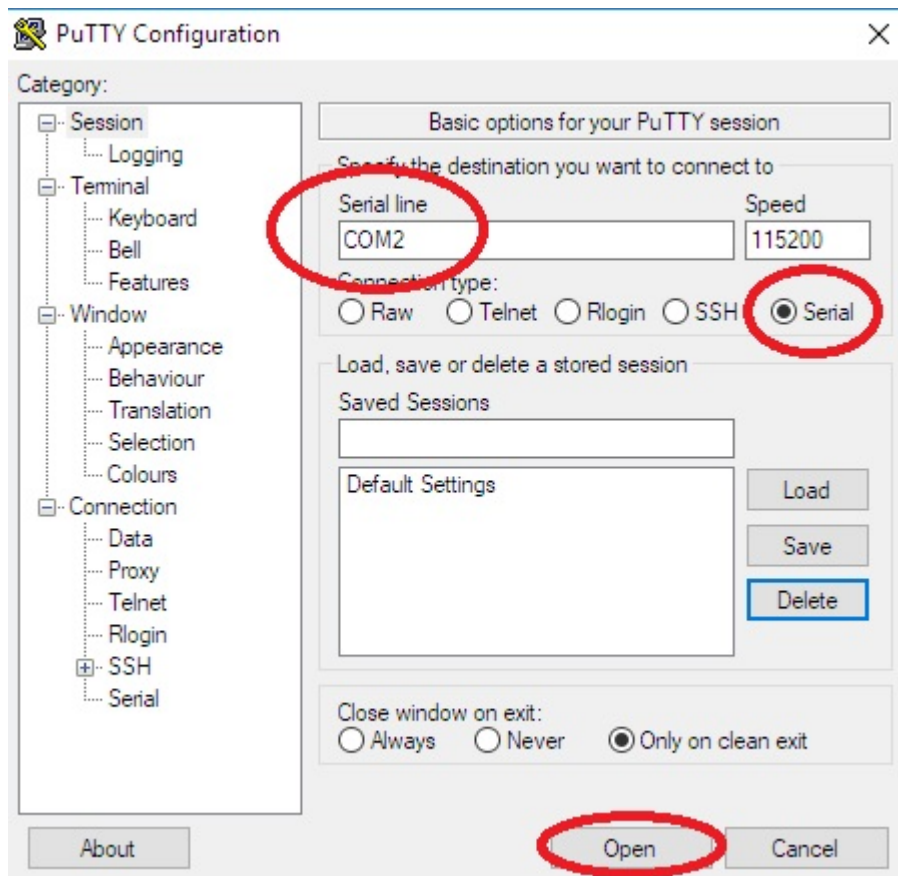 PuTTY Configuration
Category:
Session
Logging
Terminal
Keyboard
Bell
Features
Window
Appearance
Behaviour
Translation
Selection
Colours
Connection
Data
Proxy
Telnet
Rlogin
SSH
Serial
Basic options for your PuTTY session
Specify the destination you want to connect to
Serial line Speed
COM2 115200
Connection type:
Raw Telnet Rlogin SSH Serial
Load, save or delete a stored session
Saved Sessions
Default Settings
Load
Save
Delete
Close window on exit:
Always Never Only on clean exit
About Open Cancel